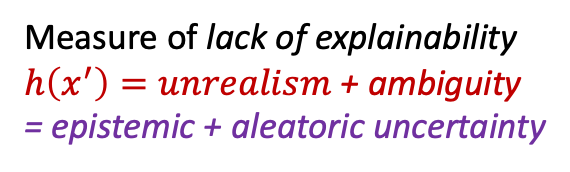 Measure of lack of explainability
h(x′) = unrealism + ambiguity
= epistemic + aleatoric uncertainty